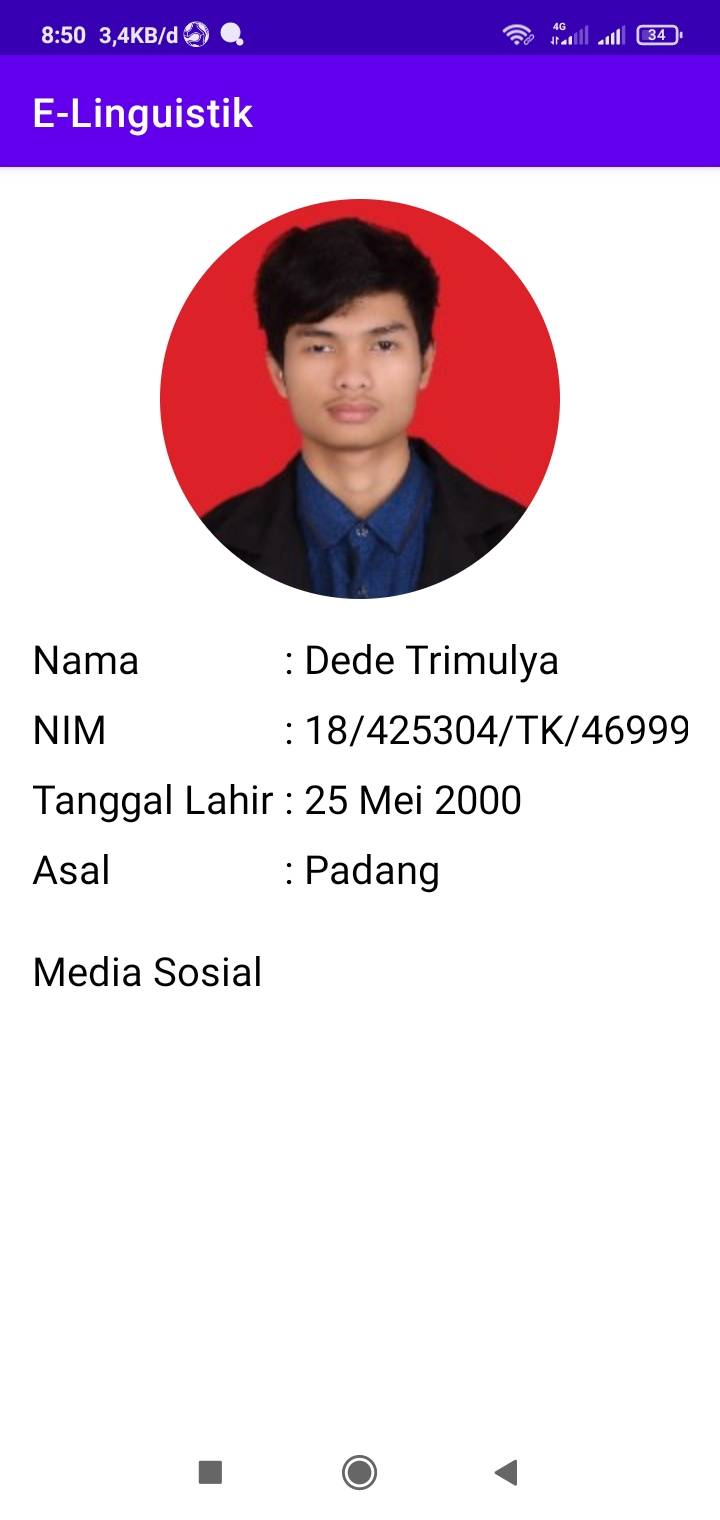 8:50 3,4KB/d 4G 34
E-Linguistik
Nama : Dede Trimulya
NIM : 18/425304/TK/46999
Tanggal Lahir : 25 Mei 2000
Asal : Padang
Media Sosial